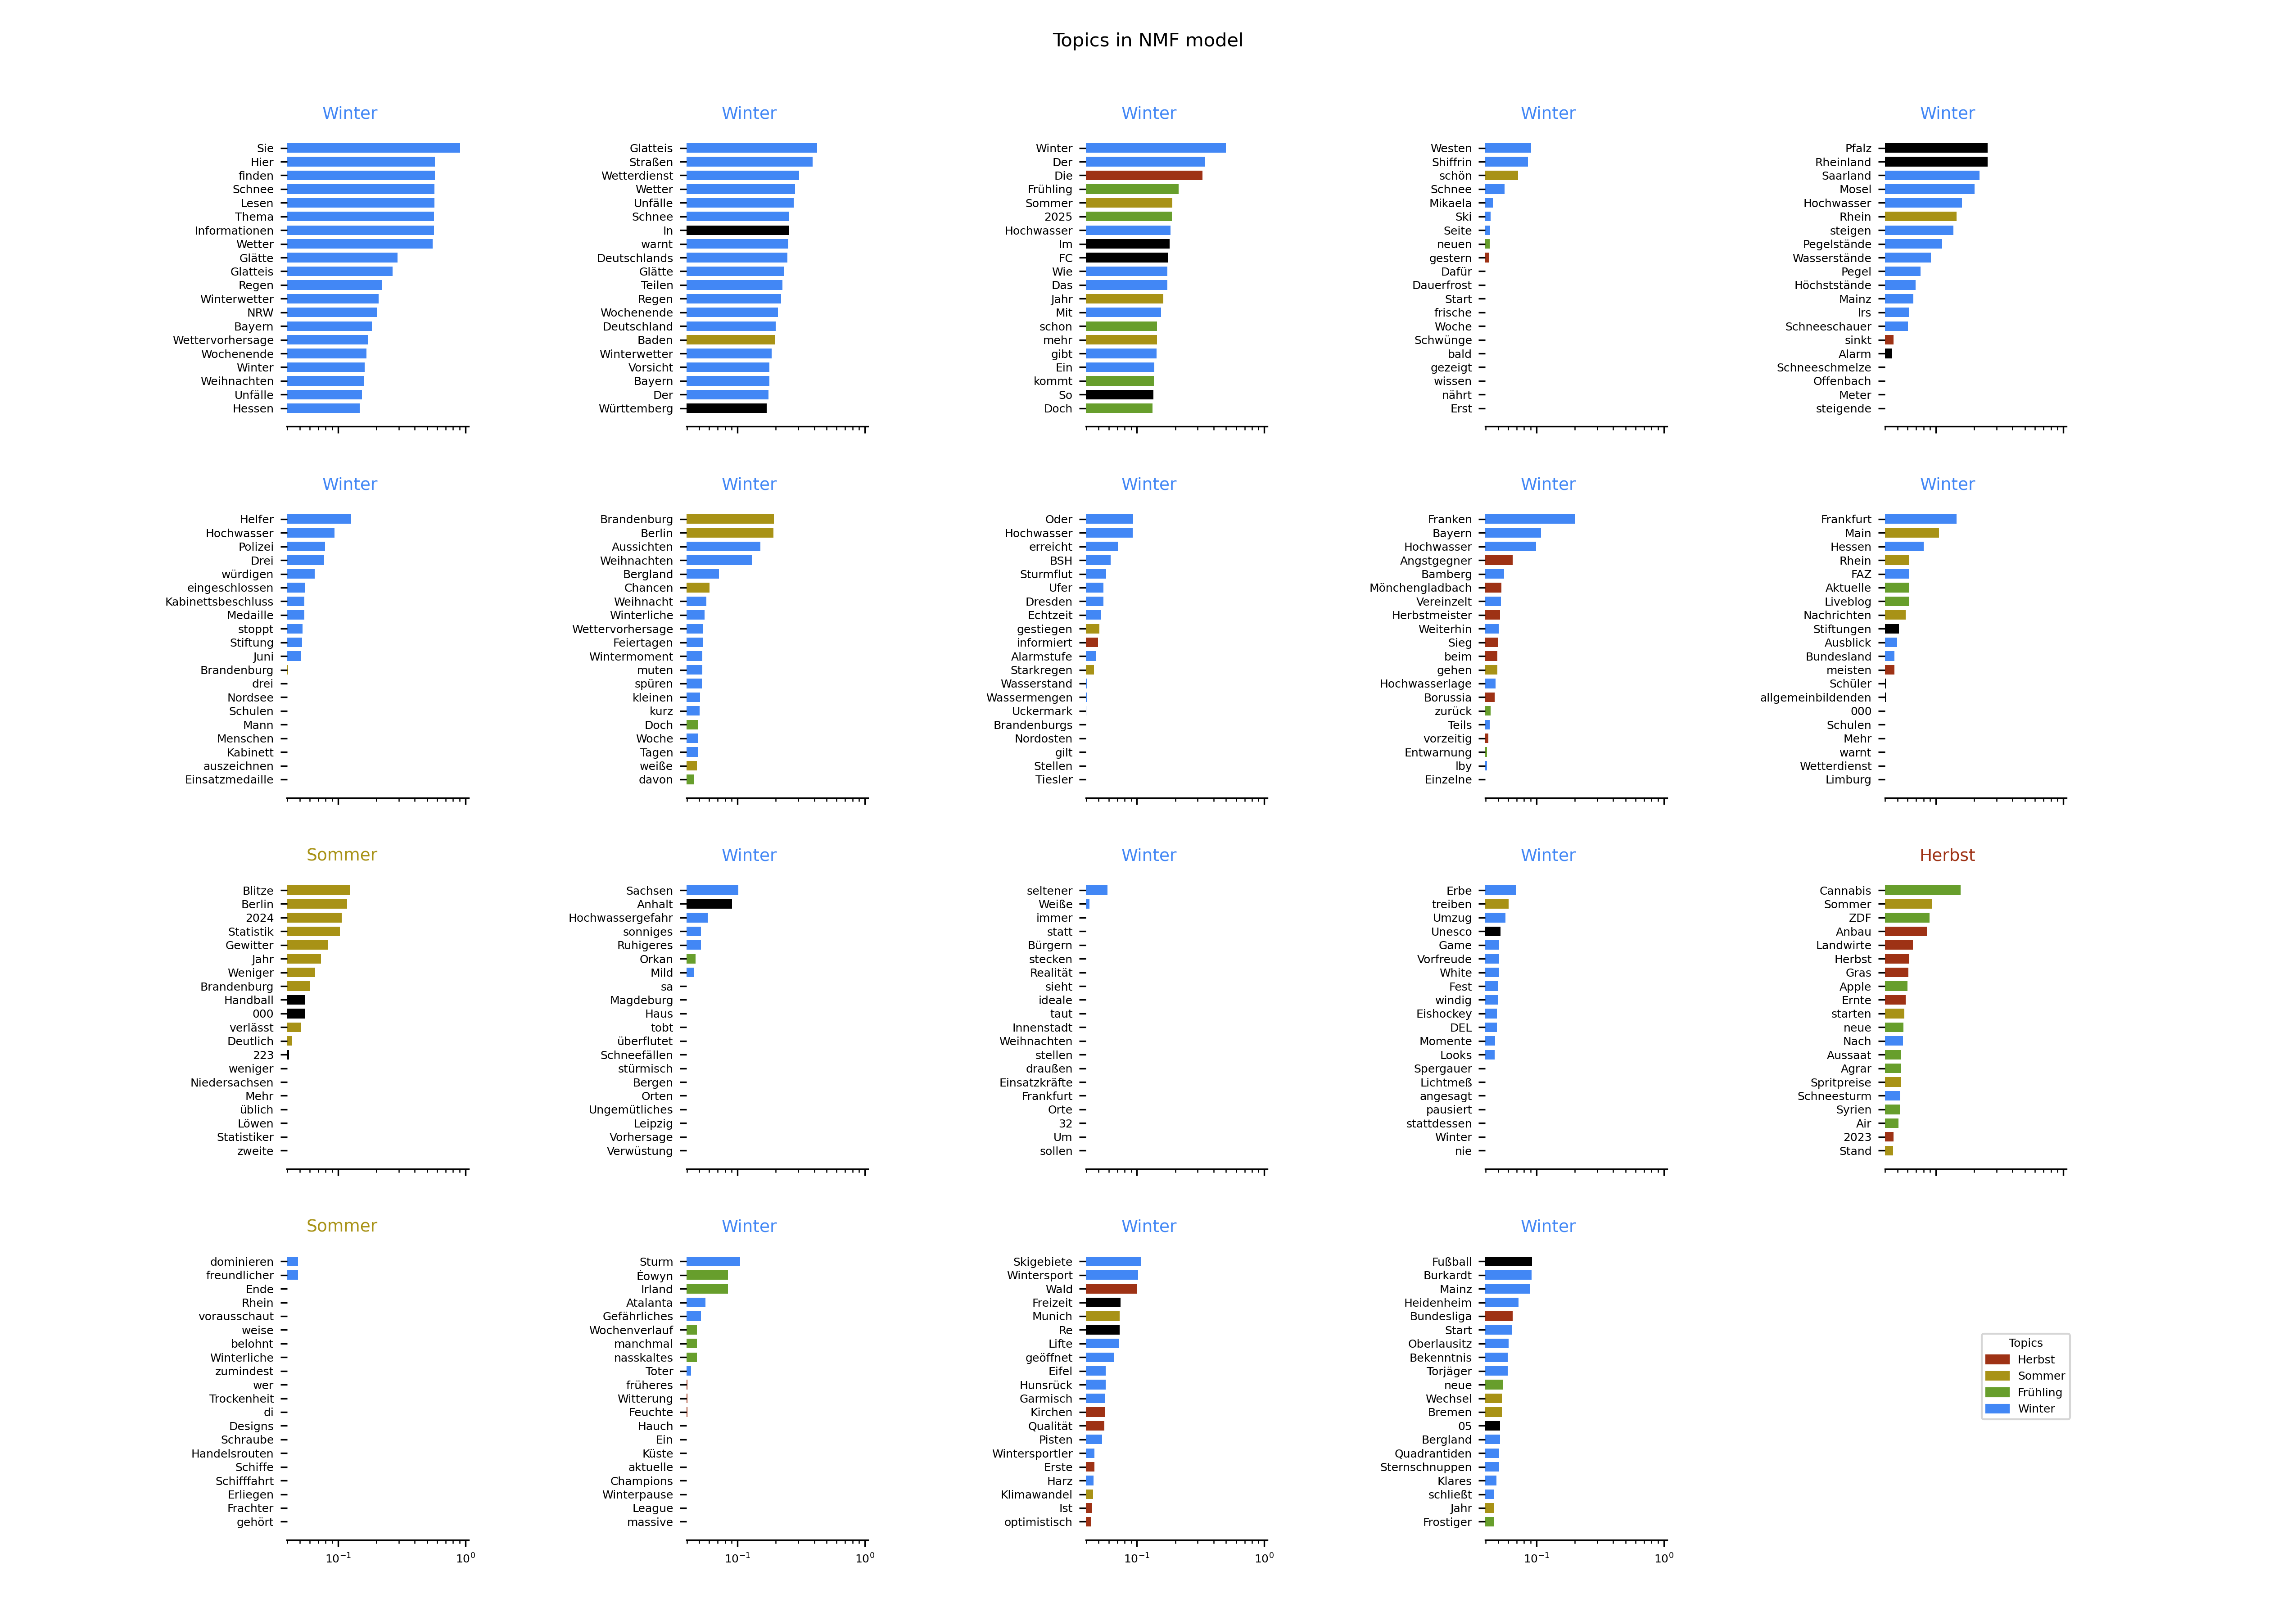 Topics in NMF model
Winter
Sie
Hier
finden
Schnee
Lesen
Thema
Informationen
Wetter
Glätte
Glatteis
Regen
Winterwetter
NRW
Bayern
Wettervorhersage
Wochenende
Winter
Weihnachten
Unfälle
Hessen
Winter
Glatteis
Straßen
Wetterdienst
Wetter
Unfälle
Schnee
In
warnt
Deutschlands
Glätte
Teilen
Regen
Wochenende
Deutschland
Baden
Winterwetter
Vorsicht
Bayern
Der
Württemberg
Winter
Winter
Der
Die
Frühling
Sommer
2025
Hochwasser
Im
FC
Wie
Das
Jahr
Mit
schon
mehr
gibt
Ein
kommt
So
Doch
Winter
Westen
Shiffrin
schön
Schnee
Mikaela
Ski
Seite
neuen
gestern
Dafür
Dauerfrost
Start
frische
Woche
Schwünge
bald
gezeigt
wissen
nährt
Erst
Winter
Pfalz
Rheinland
Saarland
Mosel
Hochwasser
Rhein
steigen
Pegelstände
Wasserstände
Pegel
Höchststände
Mainz
Irs
Schneeschauer
sinkt
Alarm
Schneeschmelze
Offenbach
Meter
steigende
Winter
Helfer
Hochwasser
Polizei
Drei
würdigen
eingeschlossen
Kabinettsbeschluss
Medaille
stoppt
Stiftung
Juni
Brandenburg
drei
Nordsee
Schulen
Mann
Menschen
Kabinett
auszeichnen
Einsatzmedaille
Winter
Brandenburg
Berlin
Aussichten
Weihnachten
Bergland
Chancen
Weihnacht
Winterliche
Wettervorhersage
Feiertagen
Wintermoment
muten
spüren
kleinen
kurz
Doch
Woche
Tagen
weiße
davon
Winter
Oder
Hochwasser
erreicht
BSH
Sturmflut
Ufer
Dresden
Echtzeit
gestiegen
informiert
Alarmstufe
Starkregen
Wasserstand
Wassermengen
Uckermark
Brandenburgs
Nordosten
gilt
Stellen
Tiesler
Winter
Franken
Bayern
Hochwasser
Angstgegner
Bamberg
Mönchengladbach
Vereinzelt
Herbstmeister
Weiterhin
Sieg
beim
gehen
Hochwasserlage
Borussia
zurück
Teils
vorzeitig
Entwarnung
lby
Einzelne
Winter
Frankfurt
Main
Hessen
Rhein
FAZ
Aktuelle
Liveblog
Nachrichten
Stiftungen
Ausblick
Bundesland
meisten
Schüler
allgemeinbildenden
000
Schulen
Mehr
warnt
Wetterdienst
Limburg
Sommer
Blitze
Berlin
2024
Statistik
Gewitter
Jahr
Weniger
Brandenburg
Handball
000
verlässt
Deutlich
223
weniger
Niedersachsen
Mehr
üblich
Löwen
Statistiker
zweite
Winter
Sachsen
Anhalt
Hochwassergefahr
sonniges
Ruhigeres
Orkan
Mild
sa
Magdeburg
Haus
tobt
überflutet
Schneefällen
stürmisch
Bergen
Orten
Ungemütliches
Leipzig
Vorhersage
Verwüstung
Winter
seltener
Weiße
immer
statt
Bürgern
stecken
Realität
sieht
ideale
taut
Innenstadt
Weihnachten
stellen
draußen
Einsatzkräfte
Frankfurt
Orte
32
Um
sollen
Winter
Erbe
treiben
Umzug
Unesco
Game
Vorfreude
White
Fest
windig
Eishockey
DEL
Momente
Looks
Spergauer
Lichtmeß
angesagt
pausiert
stattdessen
Winter
nie
Herbst
Cannabis
Sommer
ZDF
Anbau
Landwirte
Herbst
Gras
Apple
Ernte
starten
neue
Nach
Aussaat
Agrar
Spritpreise
Schneesturm
Syrien
Air
2023
Stand
Sommer
dominieren
freundlicher
Ende
Rhein
vorausschaut
weise
belohnt
Winterliche
zumindest
wer
Trockenheit
di
Designs
Schraube
Handelsrouten
Schiffe
Schifffahrt
Erliegen
Frachter
gehört
10⁻¹ 10⁰
Winter
Sturm
Éowyn
Irland
Atalanta
Gefährliches
Wochenverlauf
manchmal
nasskaltes
Toter
früheres
Witterung
Feuchte
Hauch
Ein
Küste
aktuelle
Champions
Winterpause
League
massive
10⁻¹ 10⁰
Winter
Skigebiete
Wintersport
Wald
Freizeit
Munich
Re
Lifte
geöffnet
Eifel
Hunsrück
Garmisch
Kirchen
Qualität
Pisten
Wintersportler
Erste
Harz
Klimawandel
Ist
optimistisch
10⁻¹ 10⁰
Winter
Fußball
Burkardt
Mainz
Heidenheim
Bundesliga
Start
Oberlausitz
Bekenntnis
Torjäger
neue
Wechsel
Bremen
05
Bergland
Quadrantiden
Sternschnuppen
Klares
schließt
Jahr
Frostiger
10⁻¹ 10⁰
Topics
Herbst
Sommer
Frühling
Winter